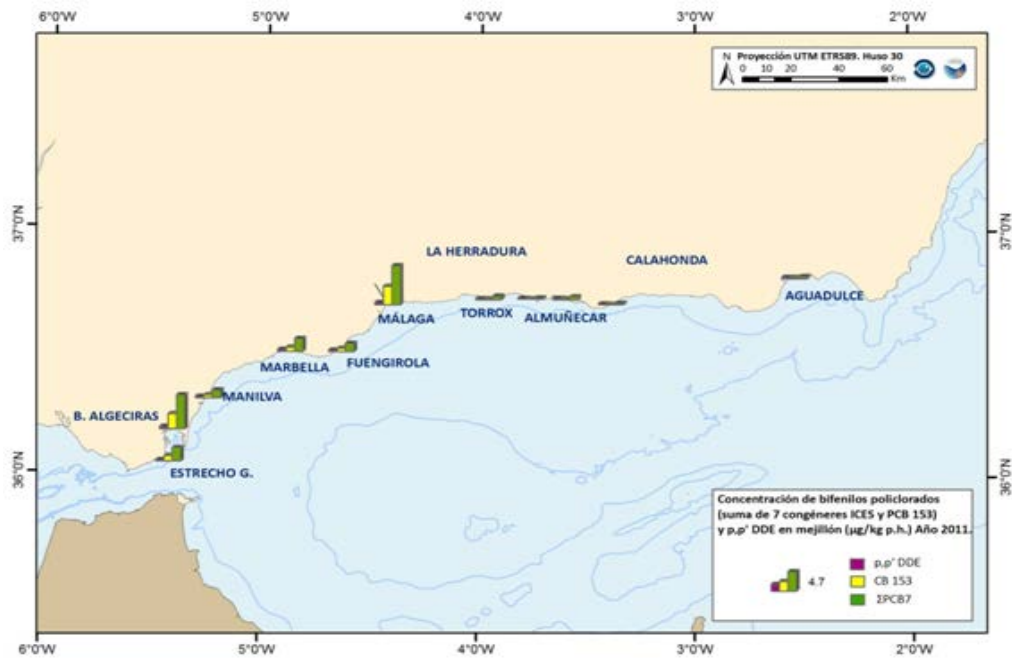 6°0'W 5°0'W 4°0'W 3°0'W 2°0'W
N Proyección UTM ETRS89. Huso 30
0 10 20 40 60
Km
37°0'N 37°0'N
LA HERRADURA CALAHONDA
AGUADULCE
MÁLAGA TORROX ALMUÑECAR
MARBELLA FUENGIROLA
MANILVA
B. ALGECIRAS
ESTRECHO G.
36°0'N 36°0'N
Concentración de bifenilos policlorados
(suma de 7 congéneres ICES y PCB 153)
y p,p' DDE en mejillón (µg/kg p.h.) Año 2011.
p,p' DDE
4.7 CB 153
ΣPCB7
6°0'W 5°0'W 4°0'W 3°0'W 2°0'W